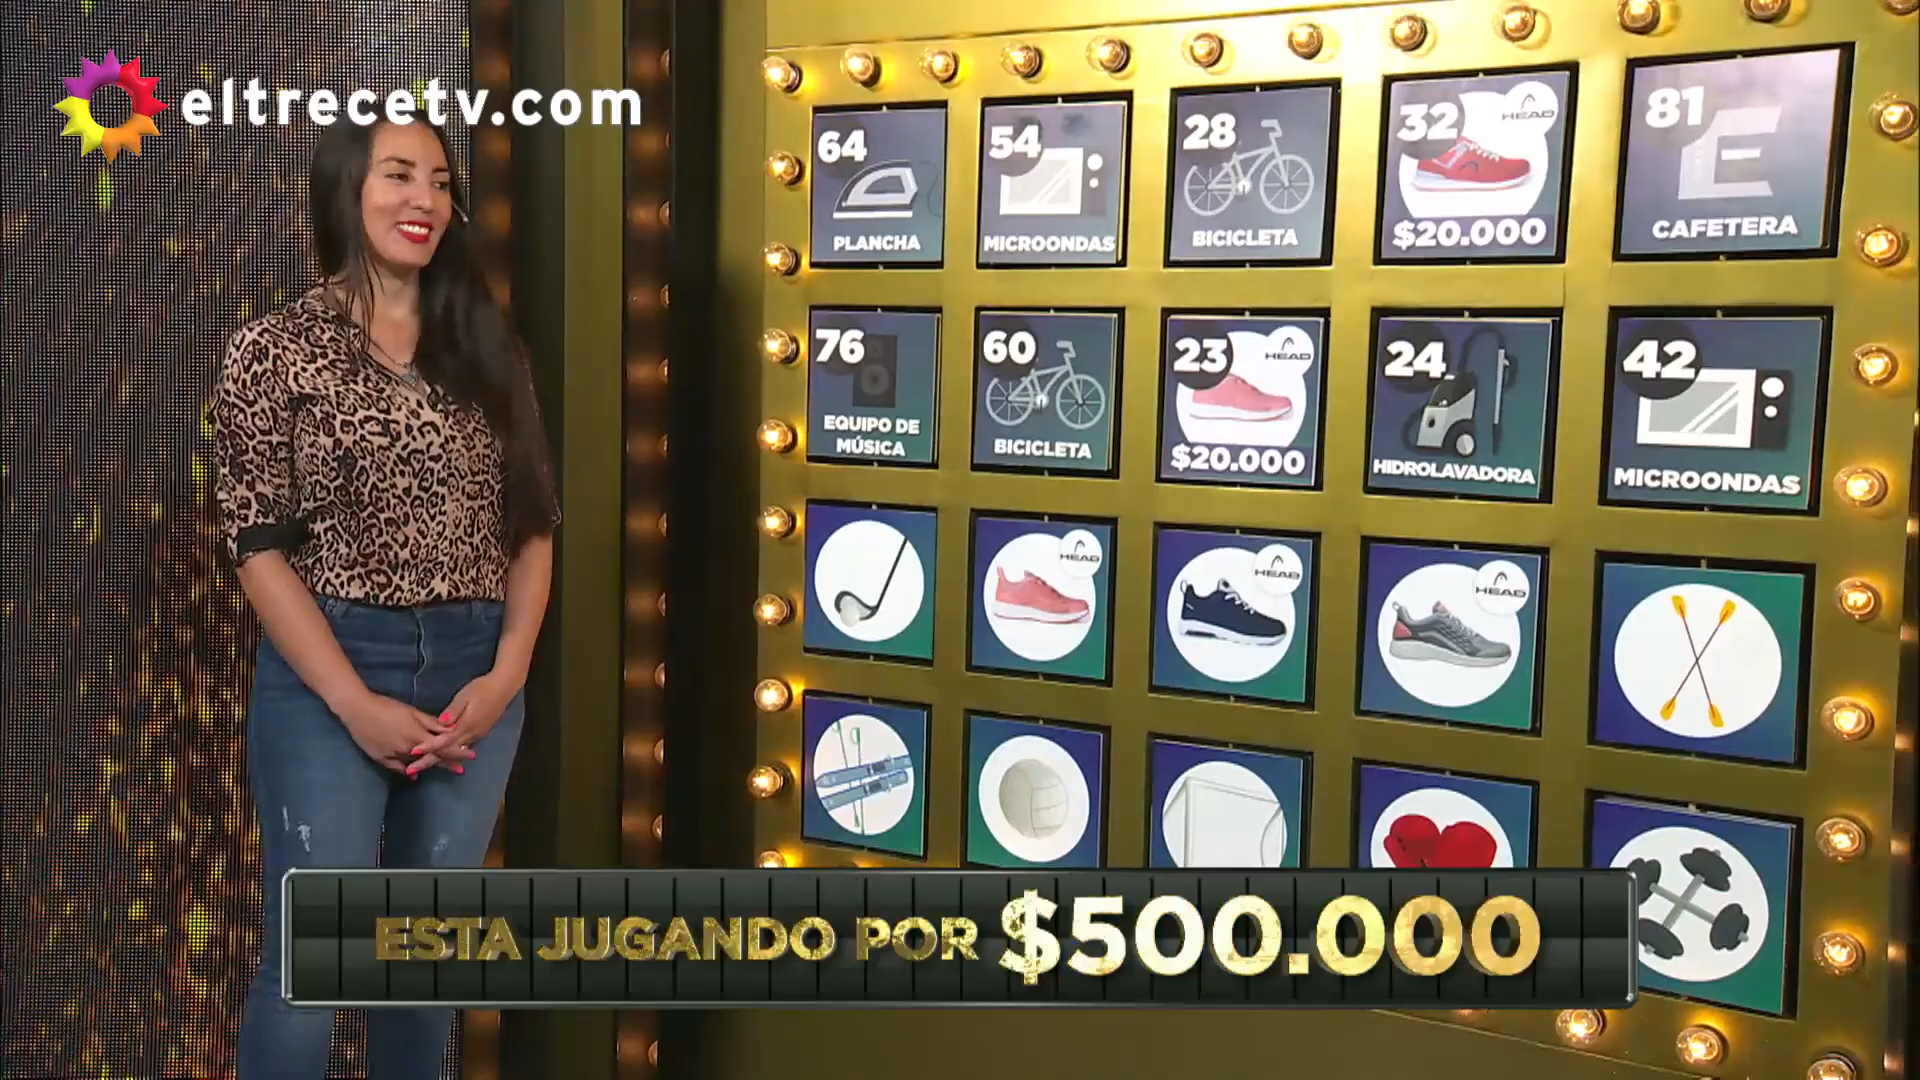 eltrecetv.com
64
PLANCHA
54
MICROONDAS
28
BICICLETA
32
HEAD
$20.000
81
E
CAFETERA
76
EQUIPO DE
MÚSICA
60
BICICLETA
23
HEAD
$20.000
24
HIDROLAVADORA
42
MICROONDAS
HEAD
HEAD
HEAD
ESTA JUGANDO POR $500.000